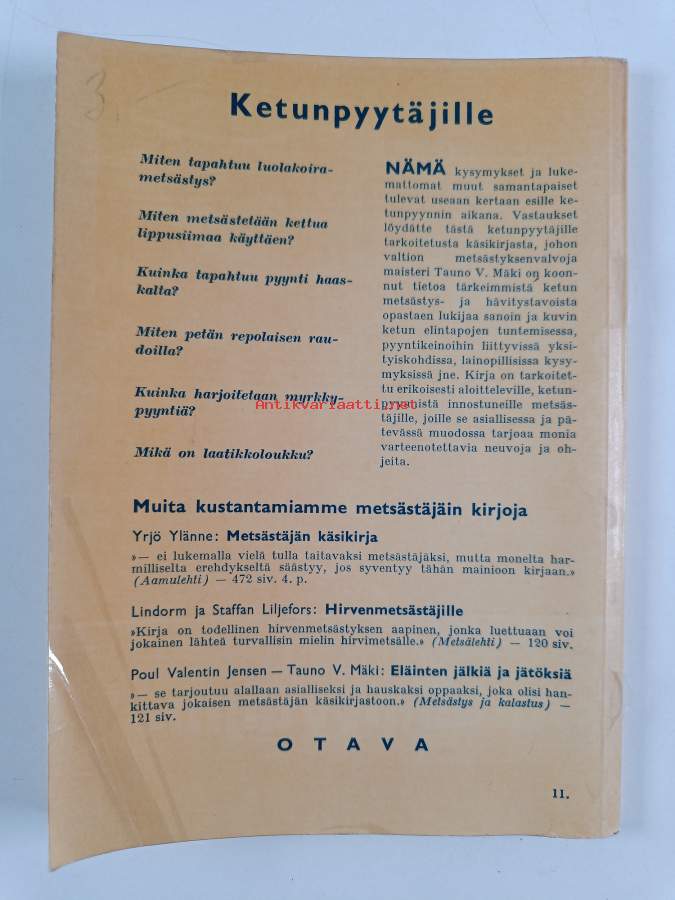 3.—
Ketunpyytäjille
Miten tapahtuu luolakoira-
metsästys?
Miten metsästetään kettua
lippusiimaa käyttäen?
Kuinka tapahtuu pyynti haas-
kalta?
Miten petän repolaisen rau-
doilla?
Kuinka harjoitetaan myrkky-
pyyntiä?
Mikä on laatikkoloukku?
NÄMÄ kysymykset ja luke-
mattomat muut samantapaiset
tulevat useaan kertaan esille ke-
tunpyynnin aikana. Vastaukset
löydätte tästä ketunpyytäjille
tarkoitetusta käsikirjasta, johon
valtion metsästyksenvalvoja
maisteri Tauno V. Mäki on koon-
nut tietoa tärkeimmistä ketun
metsästys- ja hävitystavoista
opastaen lukijaa sanoin ja kuvin
ketun elintapojen tuntemisessa,
pyyntikeinoihin liittyvissä yksi-
tyiskohdissa, lainopillisissa kysy-
myksissä jne. Kirja on tarkoitet-
tu erikoisesti aloitteleville, ketun-
pyynnistä innostuneille metsäs-
täjille, joille se asiallisessa ja pä-
tevässä muodossa tarjoaa monia
varteenotettavia neuvoja ja oh-
jeita.
Antikvariaatti.net
Muita kustantamiamme metsästäjäin kirjoja
Yrjö Ylänne: Metsästäjän käsikirja
»— ei lukemalla vielä tulla taitavaksi metsästäjäksi, mutta monelta har-
milliselta erehdykseltä säästyy, jos syventyy tähän mainioon kirjaan.»
(Aamulehti) — 472 siv. 4. p.
Lindorm ja Staffan Liljefors: Hirvenmetsästäjille
»Kirja on todellinen hirvenmetsästyksen aapinen, jonka luettuaan voi
jokainen lähteä turvallisin mielin hirvimetsälle.» (Metsälehti) — 120 siv.
Poul Valentin Jensen — Tauno V. Mäki: Eläinten jälkiä ja jätöksiä
»— se tarjoutuu alallaan asialliseksi ja hauskaksi oppaaksi, joka olisi han-
kittava jokaisen metsästäjän käsikirjastoon.» (Metsästys ja kalastus) —
121 siv.
OTAVA
11.